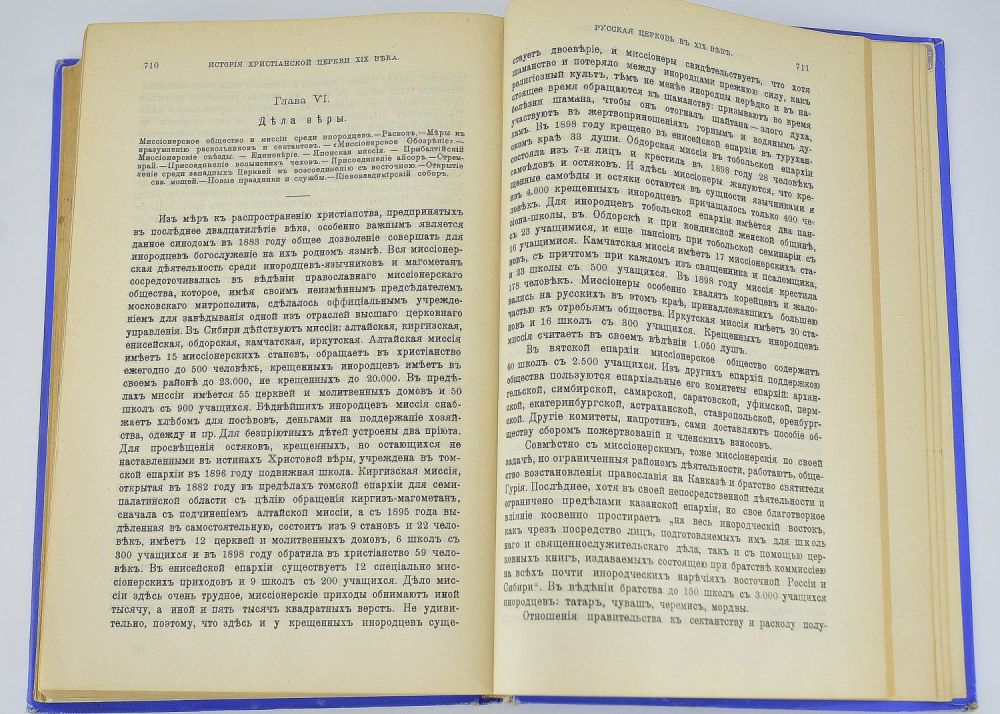 710
ИСТОРІЯ ХРИСТІАНСКОЙ ЦЕРКВИ XIX ВѢКА.
Глава VI.
Дѣла вѣры.
Миссіонерское общество и миссіи среди инородцевъ.—Расколъ.—Мѣры къ
вразумленію раскольниковъ и сектантовъ.—«Миссіонерское Обозрѣніе».—
Миссіонерскіе съѣзды. — Единовѣріе. — Японская миссія. — Прибалтійскій
край.—Присоединеніе волынскихъ чеховъ.—Присоединеніе айсоръ.—Стрем-
леніе среди западныхъ Церквей къ возсоединенію съ восточною.—Открытіе
свв. мощей.—Новые праздники и службы.—Кіевовладимірскій соборъ.
Изъ мѣръ къ распространенію христіанства, предпринятыхъ
въ послѣднее двадцатилѣтіе вѣка, особенно важнымъ является
данное синодомъ въ 1883 году общее дозволеніе совершать для
инородцевъ богослуженіе на ихъ родномъ языкѣ. Вся миссіонер-
ская дѣятельность среди инородцевъ-язычниковъ и магометанъ
сосредоточивалась въ вѣдѣніи православнаго миссіонерскаго
общества, которое, имѣя своимъ неизмѣннымъ предсѣдателемъ
московскаго митрополита, сдѣлалось оффиціальнымъ учрежде-
ніемъ для завѣдыванія одной изъ отраслей высшаго церковнаго
управленія. Въ Сибири дѣйствуютъ миссіи: алтайская, киргизская,
енисейская, обдорская, камчатская, иркутская. Алтайская миссія
имѣетъ 15 миссіонерскихъ становъ, обращаетъ въ христіанство
ежегодно до 500 человѣкъ, крещенныхъ инородцевъ имѣетъ въ
своемъ районѣ до 23.000, не крещенныхъ до 20.000. Въ предѣ-
лахъ миссіи имѣется 55 церквей и молитвенныхъ домовъ и 50
школъ съ 900 учащихся. Бѣднѣйшихъ инородцевъ миссія снаб-
жаетъ хлѣбомъ для посѣвовъ, деньгами на поддержаніе хозяй-
ства, одежду и пр. Для безпріютныхъ дѣтей устроены два пріюта.
Для просвѣщенія остяковъ, крещенныхъ, но остающихся не
наставленными въ истинахъ Христовой вѣры, учреждена въ том-
ской епархіи въ 1896 году подвижная школа. Киргизская миссія,
открытая въ 1882 году въ предѣлахъ томской епархіи для семи-
палатинской области съ цѣлію обращенія киргизъ-магометанъ,
сначала съ подчиненіемъ алтайской миссіи, а съ 1895 года вы-
дѣленная въ самостоятельную, состоитъ изъ 9 становъ и 22 чело-
вѣкъ, имѣетъ 12 церквей и молитвенныхъ домовъ, 6 школъ съ
300 учащихся и въ 1898 году обратила въ христіанство 59 чело-
вѣкъ. Въ енисейской епархіи существуетъ 12 спеціально мис-
сіонерскихъ приходовъ и 9 школъ съ 200 учащихся. Дѣло мис-
сіи здѣсь очень трудное, миссіонерскіе приходы обнимаютъ иной
тысячу, а иной и пять тысячъ квадратныхъ верстъ. Не удиви-
тельно, поэтому, что здѣсь и у крещенныхъ инородцевъ суще-
РУССКАЯ ЦЕРКОВЬ ВЪ XIX ВѢКѢ.
711
ствуетъ двоевѣріе, и миссіонеры свидѣтельствуетъ, что хотя
шаманство и потеряло между инородцами прежнюю силу, какъ
религіозный культъ, тѣмъ не менѣе инородцы нерѣдко и въ на-
стоящее время обращаются къ шаманству: призываютъ во время
болѣзни шамана, чтобы онъ отогналъ шайтана—злого духа,
участвуютъ въ жертвоприношеніяхъ горнымъ и водянымъ ду-
хамъ. Въ 1898 году крещено въ енисейской епархіи въ турухан-
скомъ краѣ 33 души. Обдорская миссія въ тобольской епархіи
состояла изъ 7-и лицъ, и крестила въ 1898 году 28 человѣкъ
самоѣдовъ и остяковъ. И здѣсь миссіонеры жалуются, что кре-
щенные самоѣды и остяки остаются въ сущности язычниками и
изъ 4.000 крещенныхъ инородцевъ причащалось только 400 че-
ловѣкъ. Для инородцевъ тобольской епархіи имѣется два пан-
сіона-школы, въ Обдорскѣ и при кондинской женской общинѣ,
съ 23 учащимися, и еще пансіонъ при тобольской семинаріи съ
16 учащимися. Камчатская миссія имѣетъ 17 миссіонерскихъ ста-
новъ, съ причтомъ при каждомъ изъ священника и псаломщика,
и 33 школы съ 500 учащихся. Въ 1898 году миссія крестила
178 человѣкъ. Миссіонеры особенно хвалятъ корейцевъ и жало-
вались на русскихъ въ этомъ краѣ, принадлежавшихъ большею
частью къ отребьямъ общества. Иркутская миссія имѣетъ 20 ста-
новъ и 16 школъ съ 300 учащихся. Крещенныхъ инородцевъ
миссія считаетъ въ своемъ вѣдѣніи 1.050 душъ.
Въ вятской епархіи миссіонерское общество содержитъ
60 школъ съ 2.500 учащихся. Изъ другихъ епархій поддержкою
общества пользуются епархіальные его комитеты епархій: архан-
гельской, симбирской, самарской, саратовской, уфимской, перм-
ской, екатеринбургской, астраханской, ставропольской, оренбург-
ской. Другіе комитеты, напротивъ, сами доставляютъ пособіе об-
ществу сборомъ пожертвованій и членскихъ взносовъ.
Совмѣстно съ миссіонерскимъ, тоже миссіонерскія по своей
задачѣ, но ограниченныя райономъ дѣятельности, работаютъ, обще-
ство возстановленія православія на Кавказѣ и братство святителя
Гурія. Послѣднее, хотя въ своей непосредственной дѣятельности и
ограничено предѣлами казанской епархіи, но свое благотворное
вліяніе косвенно простираетъ „на весь инородческій востокъ,
какъ чрезъ посредство лицъ, подготовляемыхъ имъ для школь
наго и священнослужительскаго дѣла, такъ и съ помощью цер-
ковныхъ книгъ, издаваемыхъ состоящею при братствѣ коммиссіею
на всѣхъ почти инородческихъ нарѣчіяхъ восточной Россіи и
Сибири“. Въ вѣдѣніи братства до 150 школъ съ 3.000 учащихся
инородцевъ: татаръ, чувашъ, черемисъ, мордвы.
Отношенія правительства къ сектантству и расколу полу-